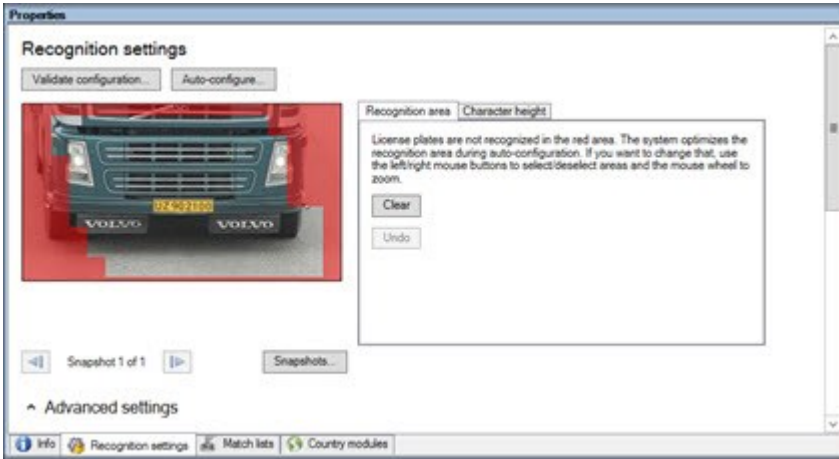 Properties
Recognition settings
Validate configuration...
Auto-configure...
Recognition area
Character height
License plates are not recognized in the red area. The system optimizes the
recognition area during auto-configuration. If you want to change that, use
the left/right mouse buttons to select/deselect areas and the mouse wheel to
zoom.
Clear
Undo
UZ 902100
VOLVO
VOLVO
Snapshot 1 of 1
Snapshots...
Advanced settings
Info
Recognition settings
Match lists
Country modules